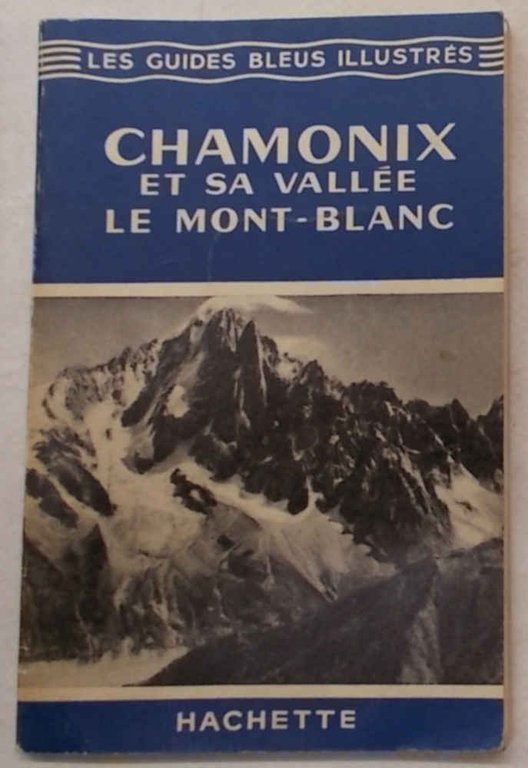 LES GUIDES BLEUS ILLUSTRÉS
CHAMONIX
ET SA VALLÉE
LE MONT-BLANC
HACHETTE